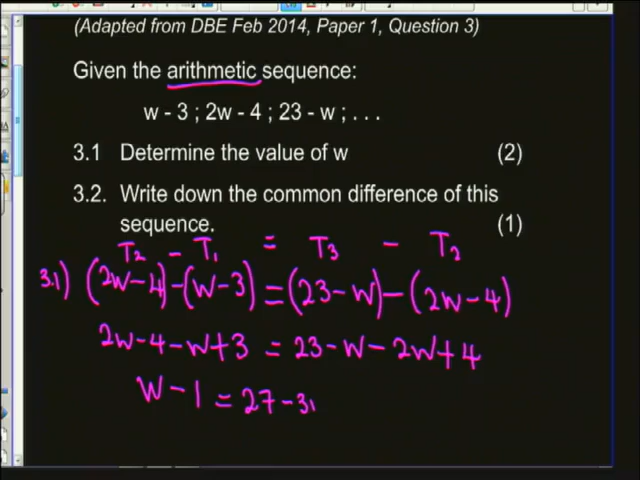 (Adapted from DBE Feb 2014, Paper 1, Question 3)
Given the arithmetic sequence:
w - 3 ; 2w - 4 ; 23 - w ; . . .
3.1 Determine the value of w (2)
3.2. Write down the common difference of this
sequence. (1)
T2 - T1 = T3 - T2
3.1) (2w-4)-(w-3)=(23-w)-(2w-4)
2w-4-w+3 = 23-w-2w+4
w-1 = 27-3